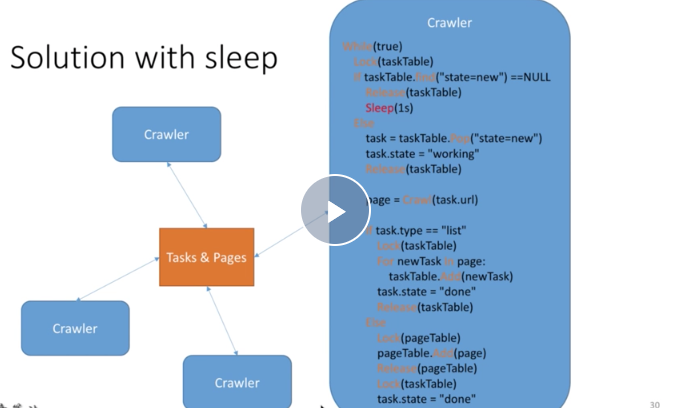 Solution with sleep
Crawler
Crawler
Tasks & Pages
Crawler
Crawler
While(true)
Lock(taskTable)
If taskTable.Find("state=new") ==NULL
Release(taskTable)
Sleep(1s)
Else
task = taskTable.Pop("state=new")
task.state = "working"
Release(taskTable)
page = Crawl(task.url)
If task.type == "list"
Lock(taskTable)
For newTask in page:
taskTable.Add(newTask)
task.state = "done"
Release(taskTable)
Else
Lock(pageTable)
pageTable.Add(page)
Release(pageTable)
Lock(taskTable)
task.state = "done"
30